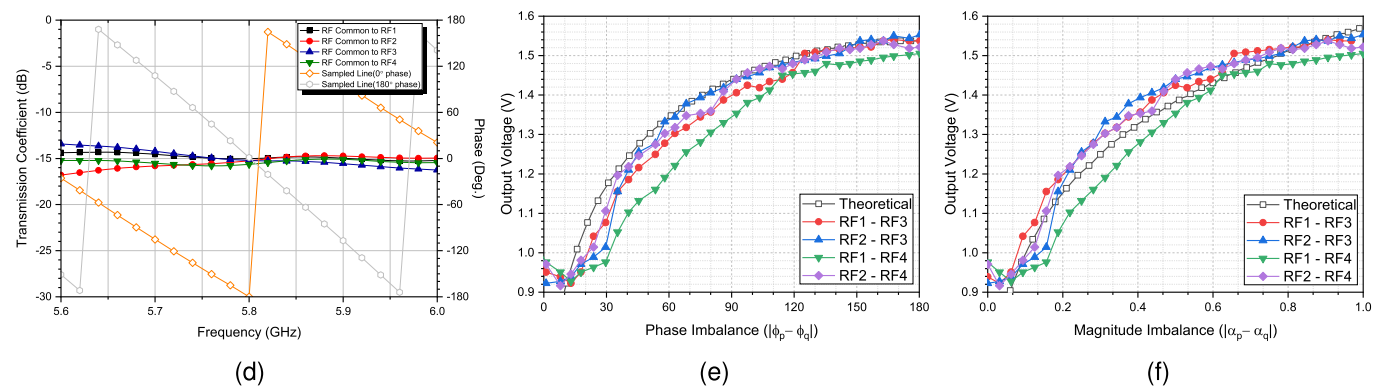 0
-5
-10
-15
-20
-25
-30
5.6
5.7
5.8
5.9
6.0
180
120
60
0
-60
-120
-180
Transmission Coefficient (dB)
Phase (Deg.)
Frequency (GHz)
RF Common to RF1
RF Common to RF2
RF Common to RF3
RF Common to RF4
Sampled Line(0° phase)
Sampled Line(180° phase)
(d)
1.6
1.5
1.4
1.3
1.2
1.1
1.0
0.9
0
30
60
90
120
150
180
Output Voltage (V)
Phase Imbalance (|ϕp− ϕq|)
Theoretical
RF1 - RF3
RF2 - RF3
RF1 - RF4
RF2 - RF4
(e)
1.6
1.5
1.4
1.3
1.2
1.1
1.0
0.9
0.0
0.2
0.4
0.6
0.8
1.0
Output Voltage (V)
Magnitude Imbalance (|αp− αq|)
Theoretical
RF1 - RF3
RF2 - RF3
RF1 - RF4
RF2 - RF4
(f)